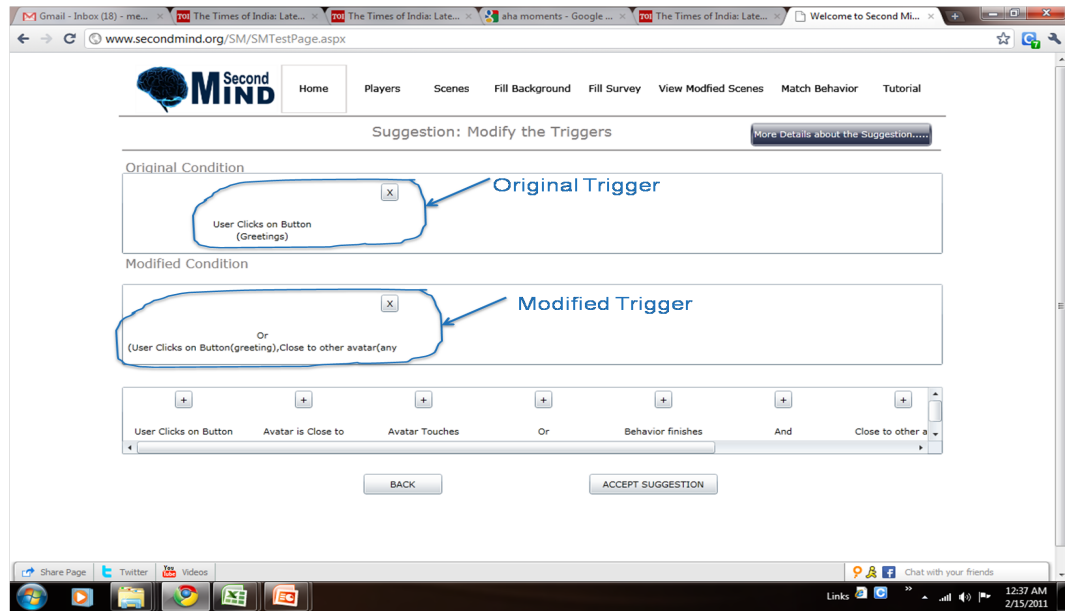 Gmail - Inbox (18) - me...
TOI The Times of India: Late...
TOI The Times of India: Late...
aha moments - Google ...
TOI The Times of India: Late...
Welcome to Second Mi...
www.secondmind.org/SM/SMTestPage.aspx
Second
MIND
Home Players Scenes Fill Background Fill Survey View Modfied Scenes Match Behavior Tutorial
Suggestion: Modify the Triggers
More Details about the Suggestion.....
Original Condition
X
Original Trigger
User Clicks on Button
(Greetings)
Modified Condition
X
Modified Trigger
Or
(User Clicks on Button(greeting),Close to other avatar(any
+ + + + + + +
User Clicks on Button Avatar is Close to Avatar Touches Or Behavior finishes And Close to other a
BACK ACCEPT SUGGESTION
Share Page Twitter You Tube Videos Chat with your friends
Links
12:37 AM
2/15/2011